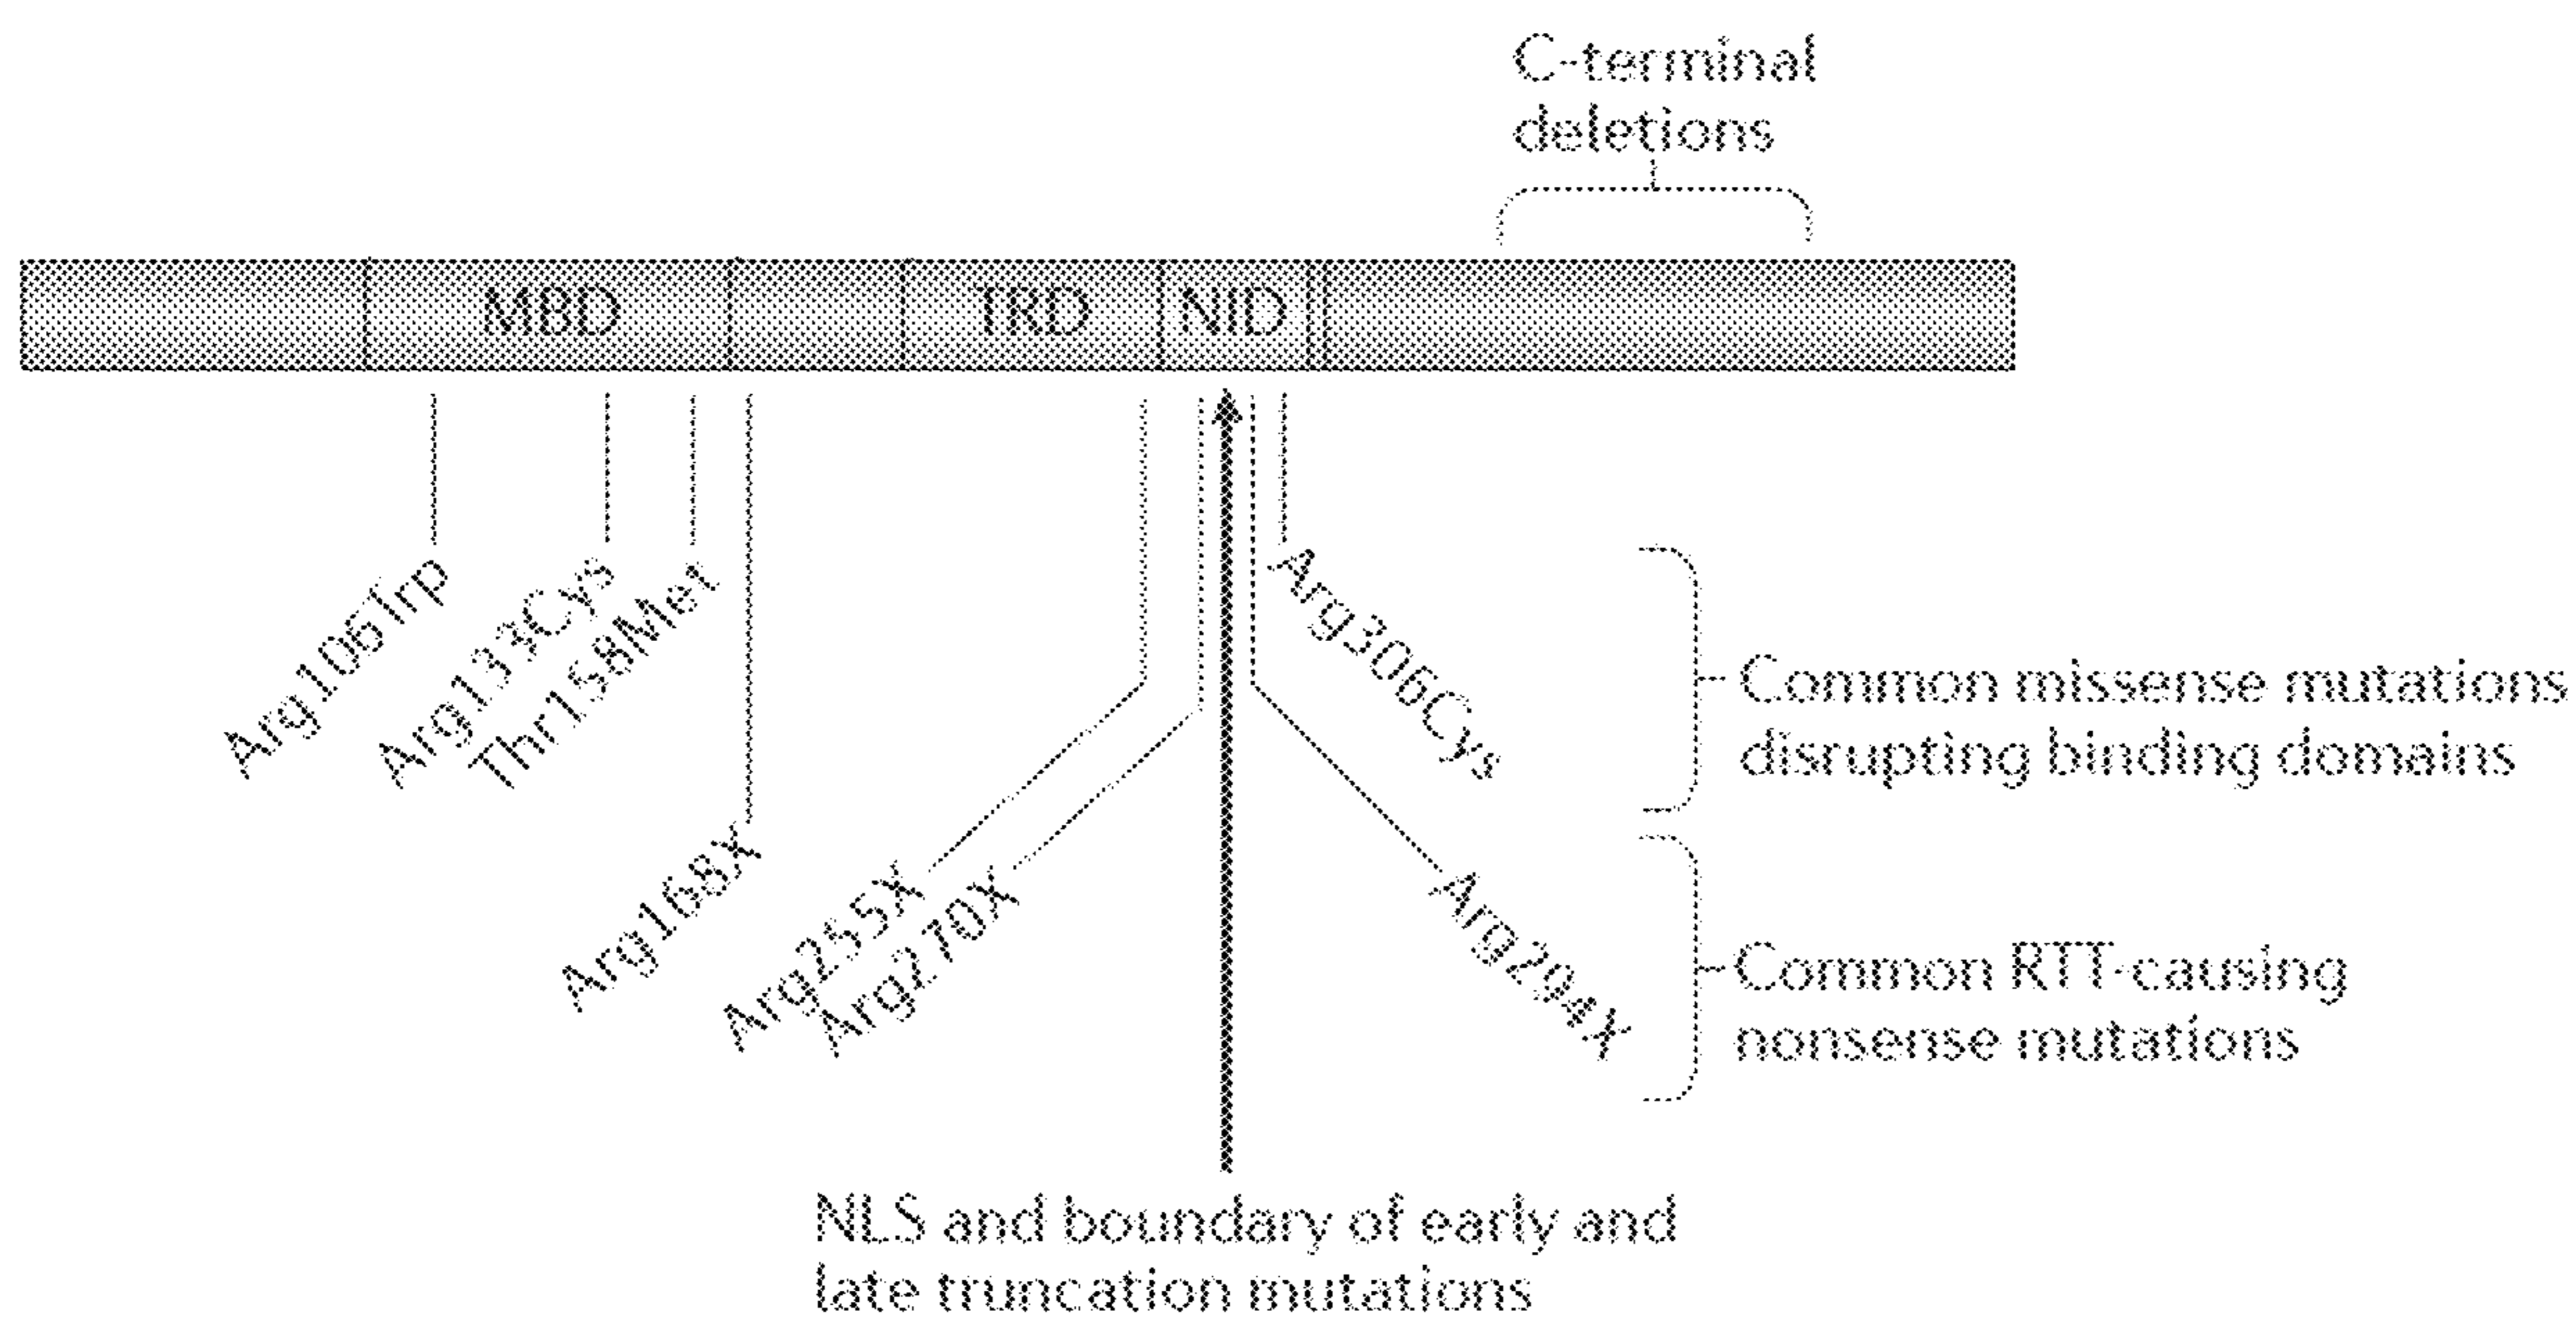 C-terminal
deletions
MBD
TRD
NID
Arg106Trp
Arg133Cys
Thr158Met
Arg306Cys
Common missense mutations
disrupting binding domains
Arg168X
Arg255X
Arg270X
Arg294X
Common RTT-causing
nonsense mutations
NLS and boundary of early and
late truncation mutations